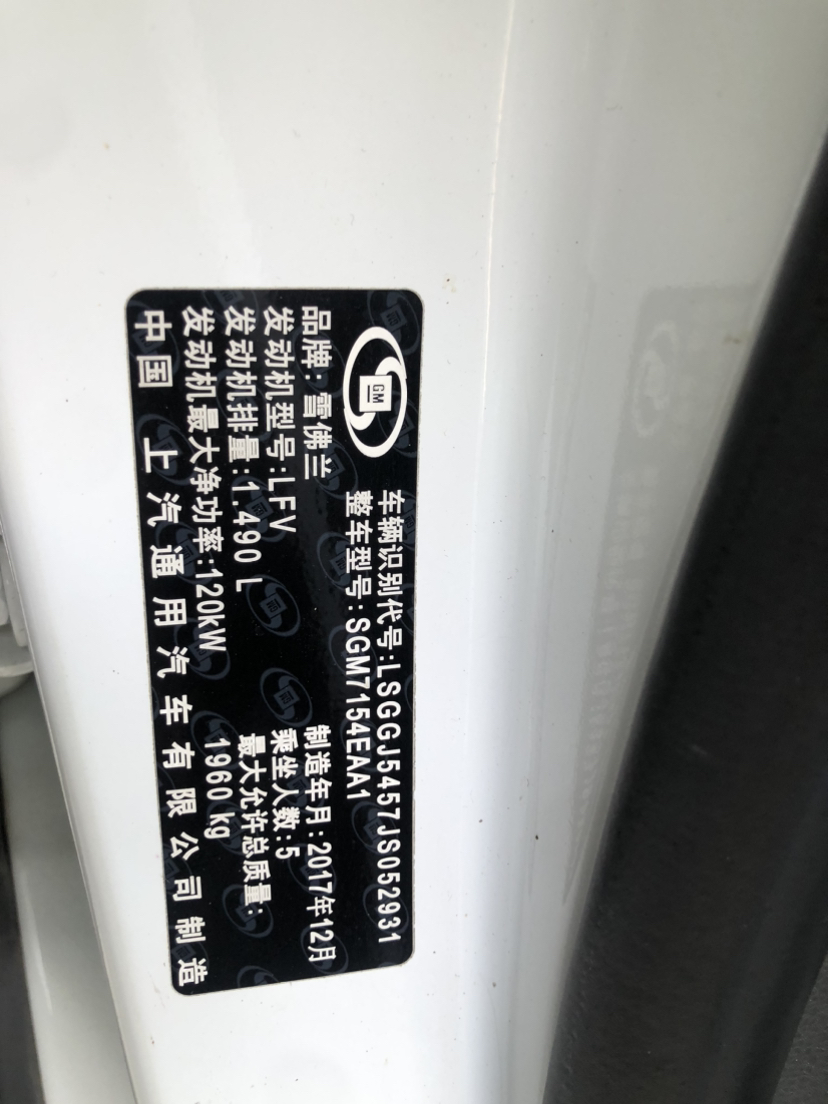 GM
车辆识别代号:LSGGJ5457JS052931
整车型号:SGM7154EAA1
品牌:雪佛兰
制造年月:2017年12月
发动机型号:LFV
乘坐人数:5
发动机排量:1.490 L
最大允许总质量:
发动机最大净功率:120kW
1960 kg
中国 上汽通用汽车有限公司制造